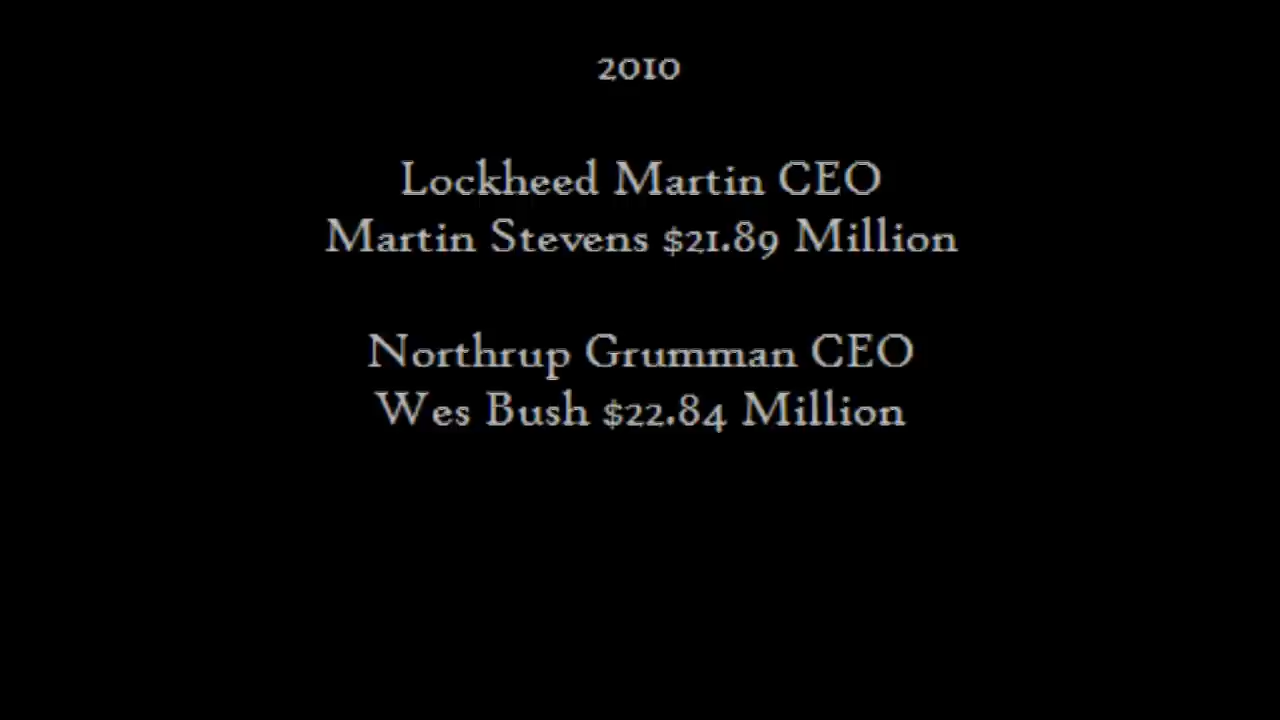 2010
Lockheed Martin CEO
Martin Stevens $21.89 Million
Northrup Grumman CEO
Wes Bush $22.84 Million